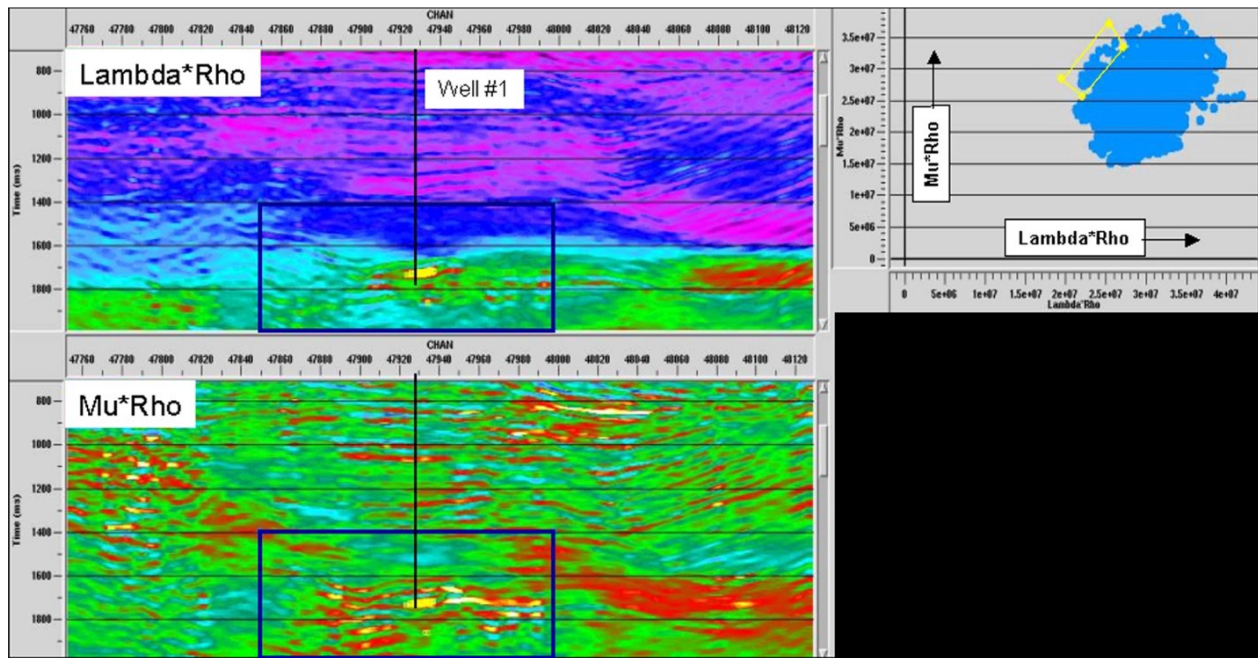 CHAN
47760 47780 47800 47820 47840 47860 47880 47900 47920 47940 47960 47980 48000 48020 48040 48060 48080 48100 48120
Lambda*Rho
Well #1
Time (ms)
800
1000
1200
1400
1600
1800
CHAN
47760 47780 47800 47820 47840 47860 47880 47900 47920 47940 47960 47980 48000 48020 48040 48060 48080 48100 48120
Mu*Rho
Time (ms)
800
1000
1200
1400
1600
1800
3.5e+07
3e+07
2.5e+07
2e+07
1.5e+07
1e+07
5e+06
0
Mu*Rho
Mu*Rho
Lambda*Rho
0 5e+06 1e+07 1.5e+07 2e+07 2.5e+07 3e+07 3.5e+07 4e+07
Lambda*Rho